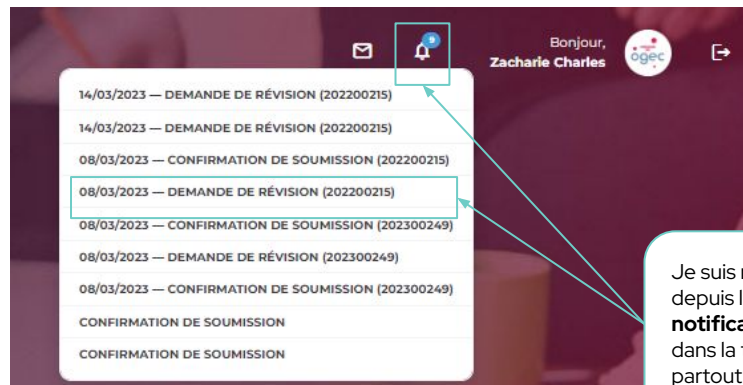 9
Bonjour,
Zacharie Charles
ogec
14/03/2023 — DEMANDE DE RÉVISION (202200215)
14/03/2023 — DEMANDE DE RÉVISION (202200215)
08/03/2023 — CONFIRMATION DE SOUMISSION (202200215)
08/03/2023 — DEMANDE DE RÉVISION (202200215)
08/03/2023 — CONFIRMATION DE SOUMISSION (202300249)
08/03/2023 — DEMANDE DE RÉVISION (202300249)
08/03/2023 — CONFIRMATION DE SOUMISSION (202300249)
CONFIRMATION DE SOUMISSION
CONFIRMATION DE SOUMISSION
Je suis
depuis
dans la
partout